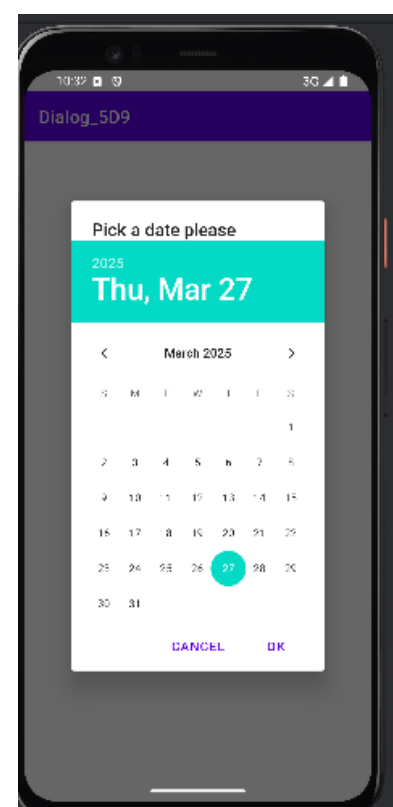 10:32 3G
Dialog_5D9
Pick a date please
2025
Thu, Mar 27
March 2025
S M T W T F S
1
2 3 4 5 6 7 8
9 10 11 12 13 14 15
16 17 18 19 20 21 22
23 24 25 26 27 28 29
30 31
CANCEL OK